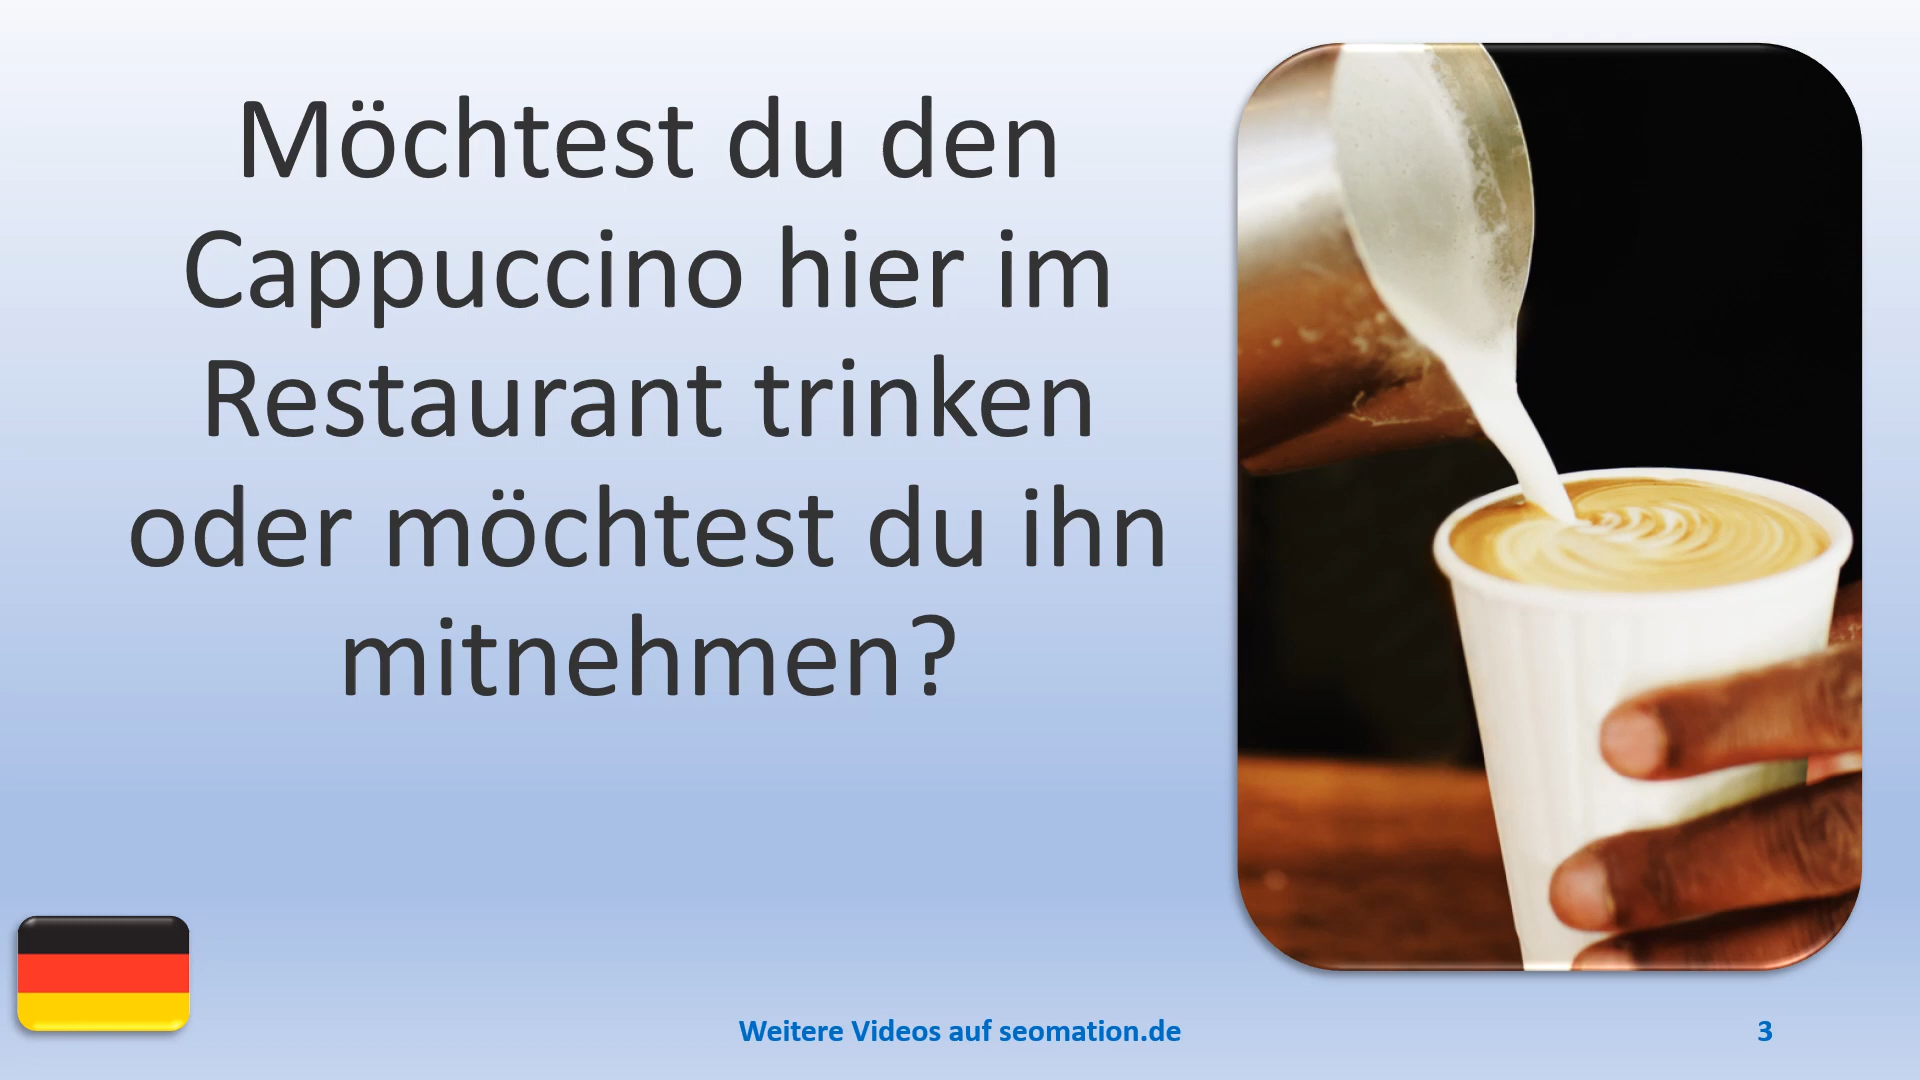 Möchtest du den
Cappuccino hier im
Restaurant trinken
oder möchtest du ihn
mitnehmen?
Weitere Videos auf seomation.de
3